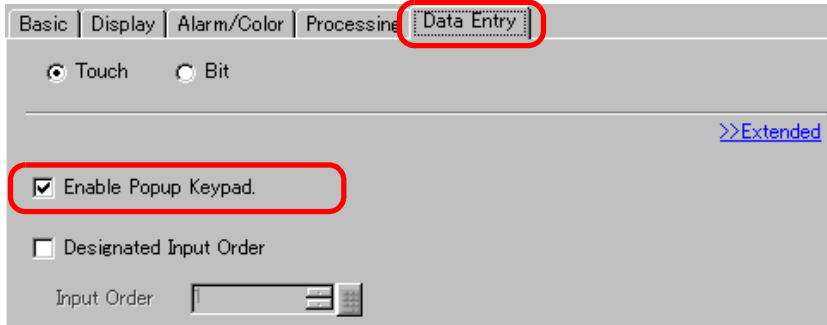 Basic Display Alarm/Color Processing Data Entry
Touch Bit
>>Extended
Enable Popup Keypad.
Designated Input Order
Input Order 1